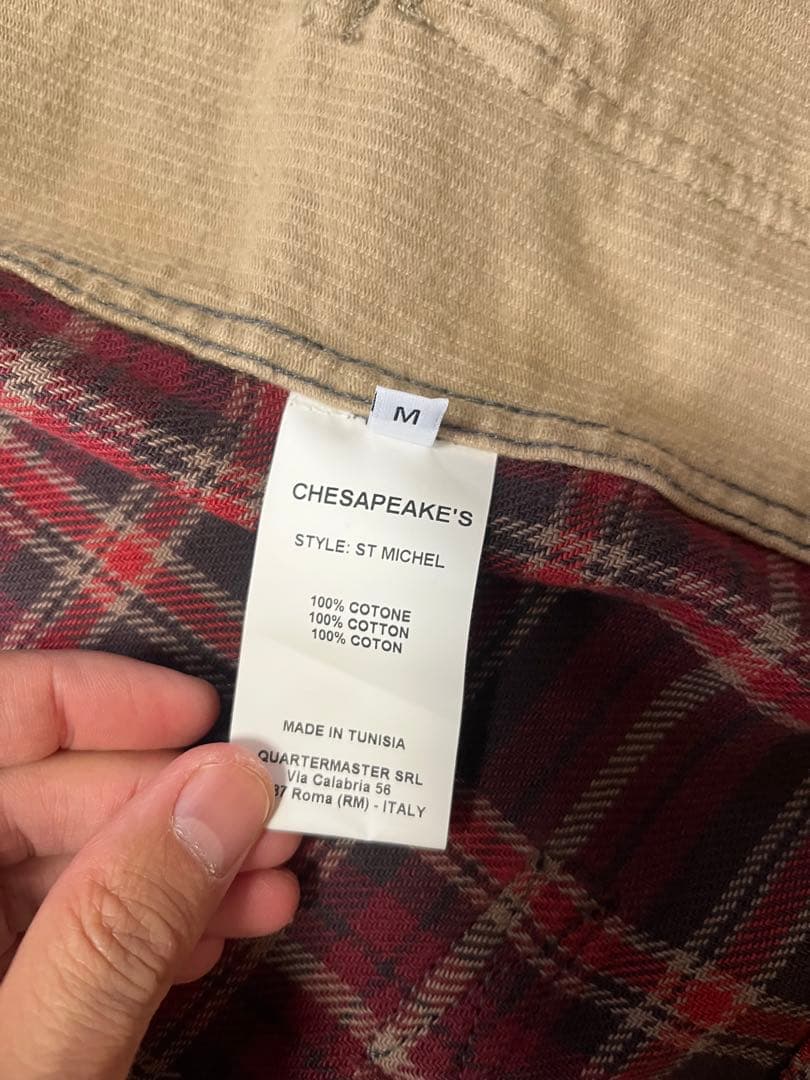 M
CHESAPEAKE'S
STYLE: ST MICHEL
100% COTONE
100% COTTON
100% COTON
MADE IN TUNISIA
QUARTERMASTER SRL
Via Calabria 56
37 Roma (RM) - ITALY